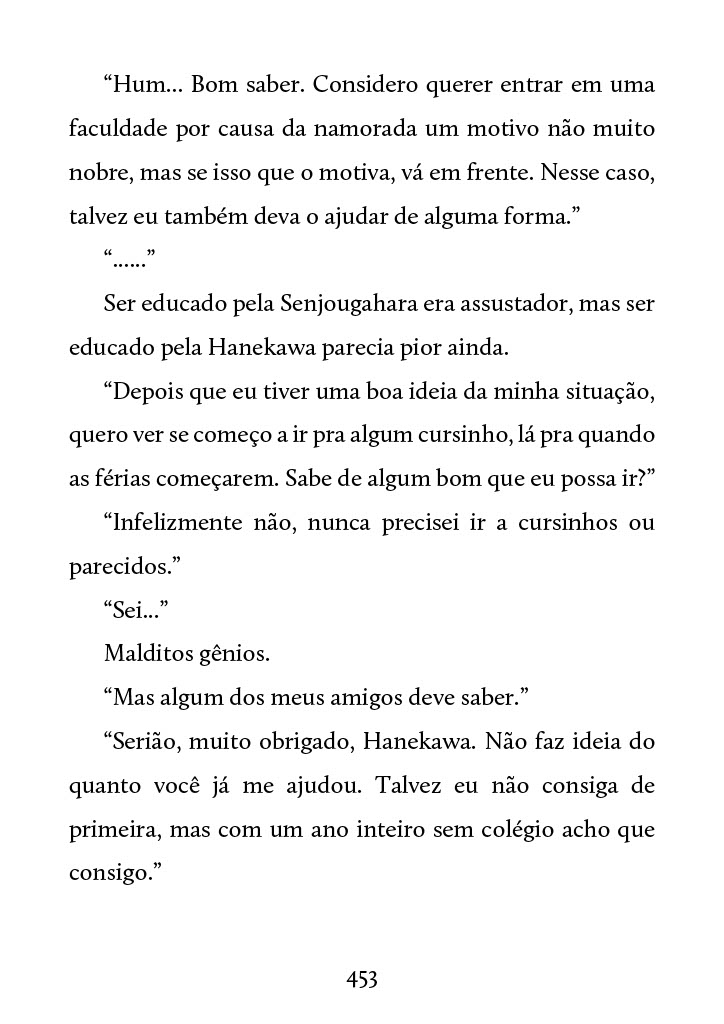 “Hum... Bom saber. Considero querer entrar em uma
faculdade por causa da namorada um motivo não muito
nobre, mas se isso que o motiva, vá em frente. Nesse caso,
talvez eu também deva o ajudar de alguma forma.”
“......”
Ser educado pela Senjougahara era assustador, mas ser
educado pela Hanekawa parecia pior ainda.
“Depois que eu tiver uma boa ideia da minha situação,
quero ver se começo a ir pra algum cursinho, lá pra quando
as férias começarem. Sabe de algum bom que eu possa ir?”
“Infelizmente não, nunca precisei ir a cursinhos ou
parecidos.”
“Sei...”
Malditos gênios.
“Mas algum dos meus amigos deve saber.”
“Serião, muito obrigado, Hanekawa. Não faz ideia do
quanto você já me ajudou. Talvez eu não consiga de
primeira, mas com um ano inteiro sem colégio acho que
consigo.”
453